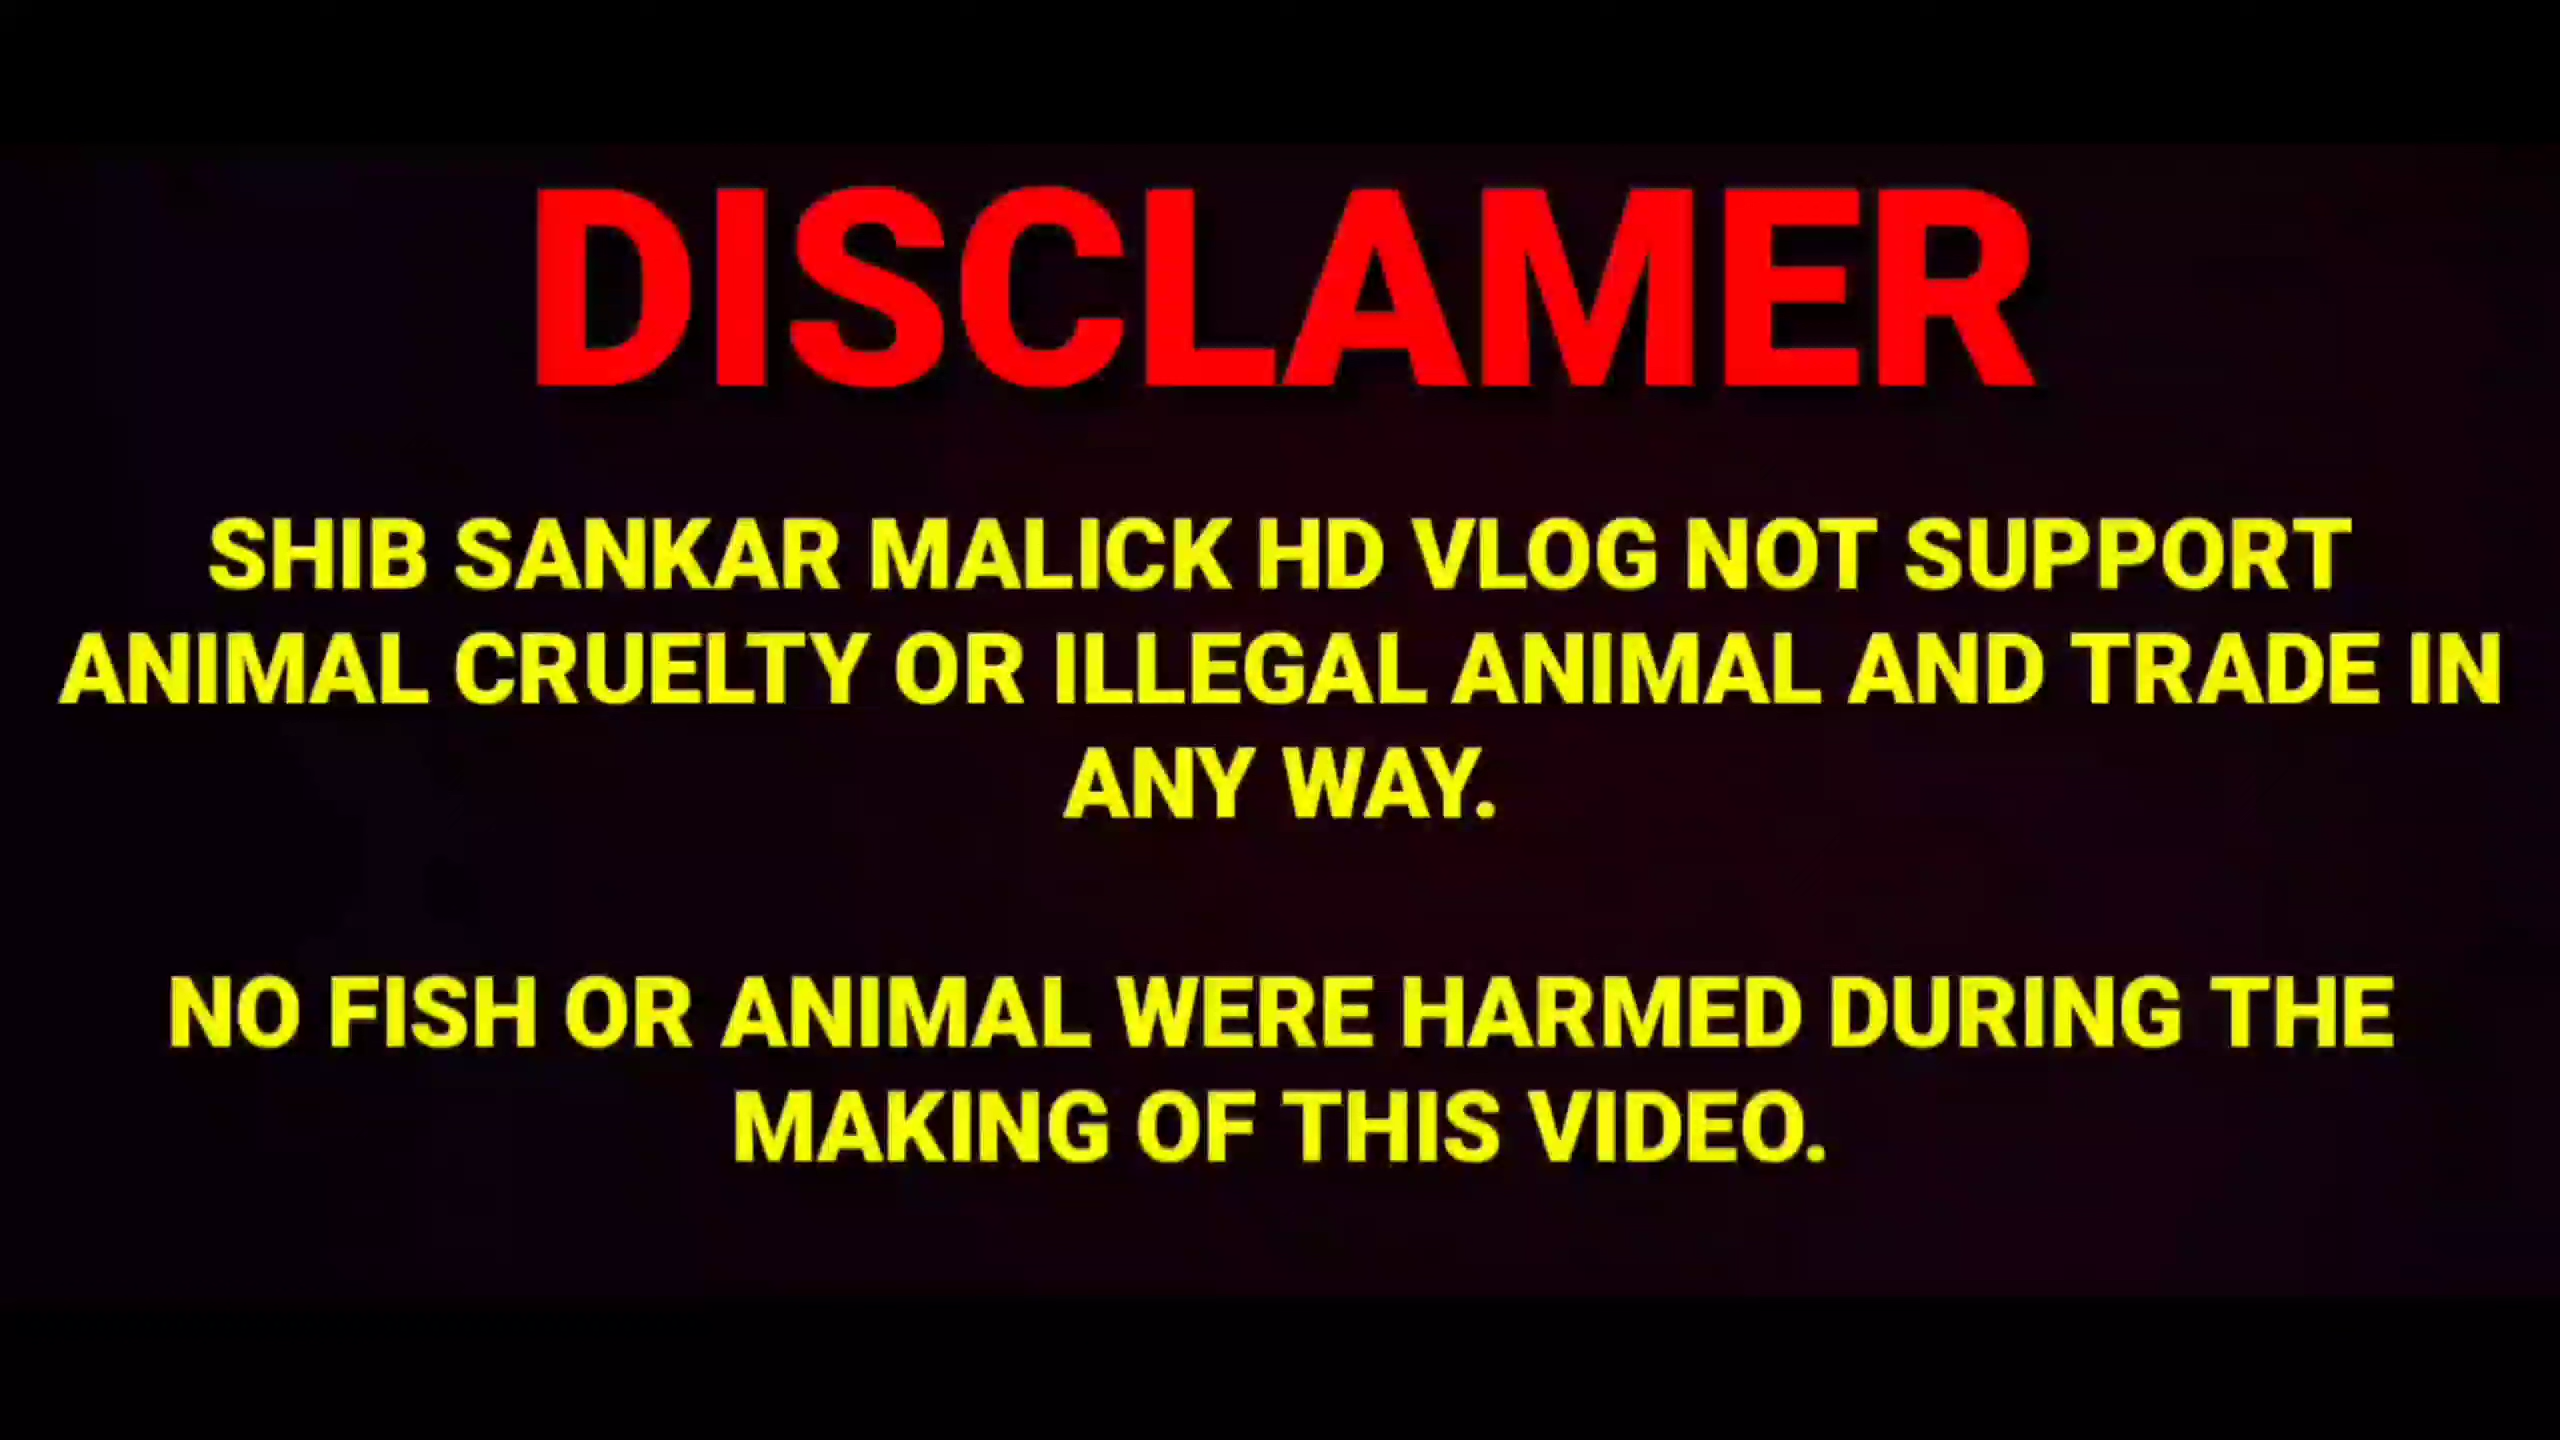 DISCLAMER
SHIB SANKAR MALICK HD VLOG NOT SUPPORT
ANIMAL CRUELTY OR ILLEGAL ANIMAL AND TRADE IN
ANY WAY.
NO FISH OR ANIMAL WERE HARMED DURING THE
MAKING OF THIS VIDEO.